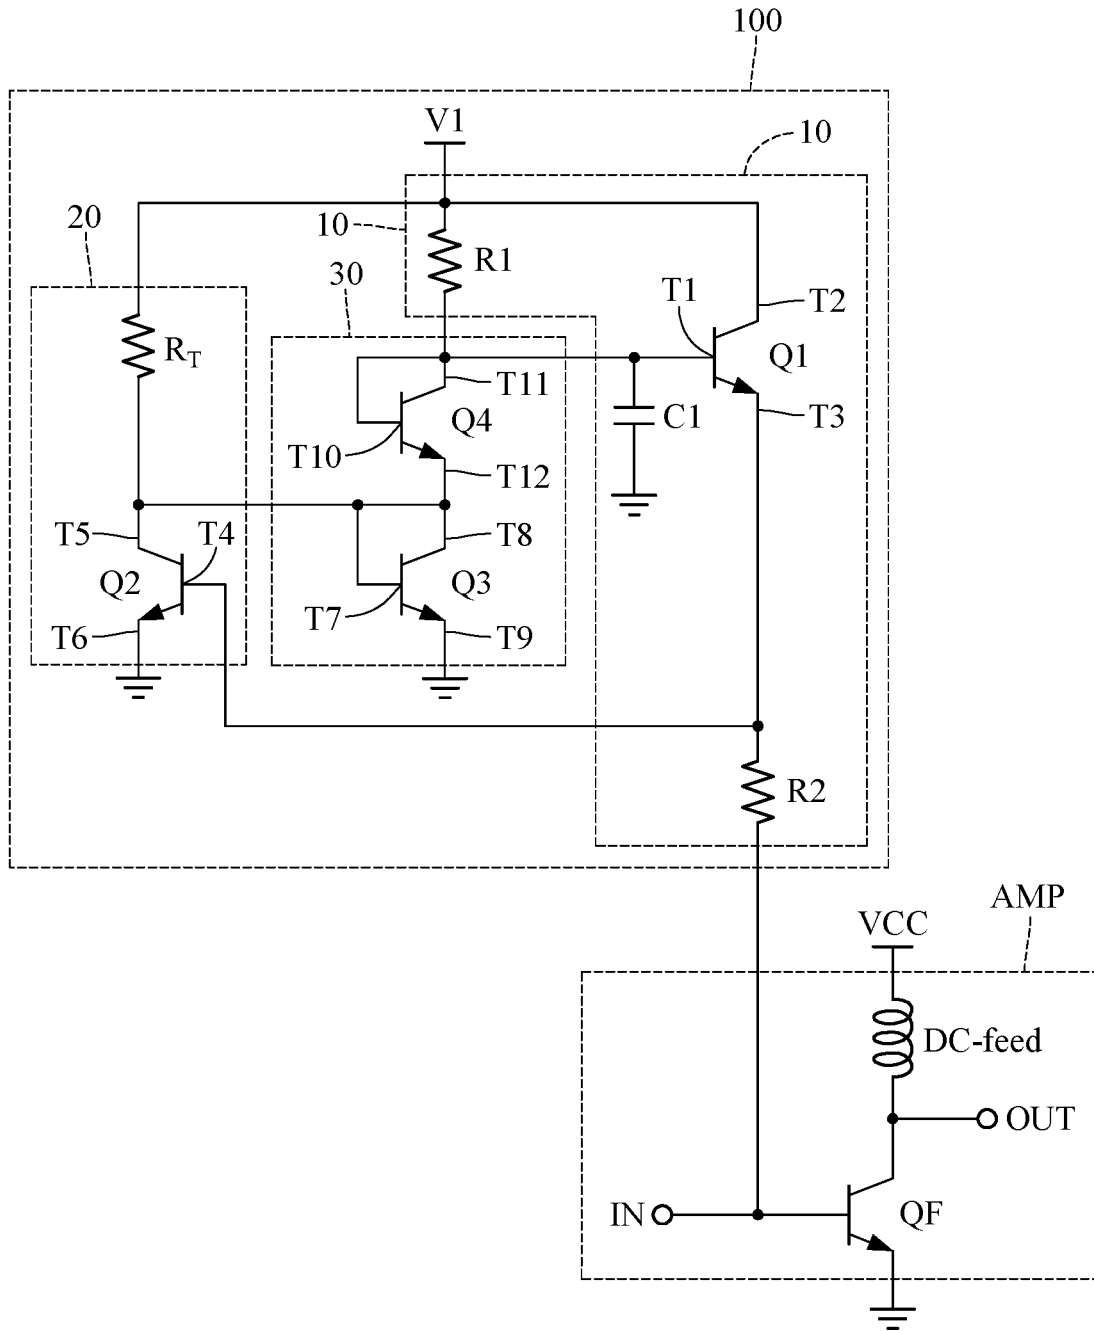 100
V1
10
20
10
R1
30
T1
T2
R_T
Q1
T11
Q4
C1
T3
T10
T12
T5
T4
T8
Q2
Q3
T7
T6
T9
R2
AMP
VCC
DC-feed
OUT
IN
QF